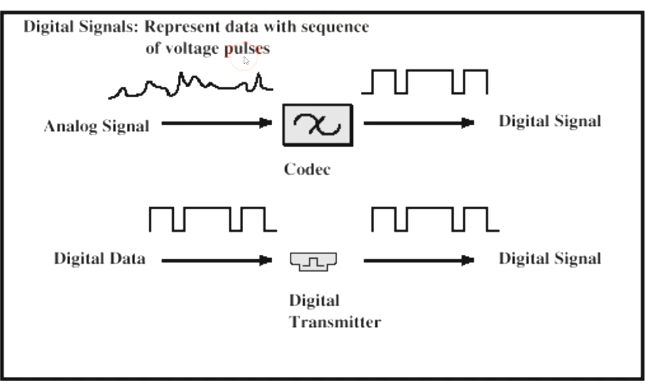 Digital Signals: Represent data with sequence
of voltage pulses
Analog Signal
Digital Signal
Codec
Digital Data
Digital Signal
Digital
Transmitter